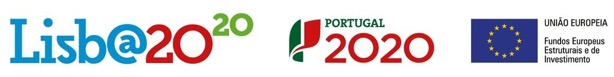 Lisb@20²⁰
PORTUGAL
2020
UNIÃO EUROPEIA
Fundos Europeus
Estruturais e de
Investimento